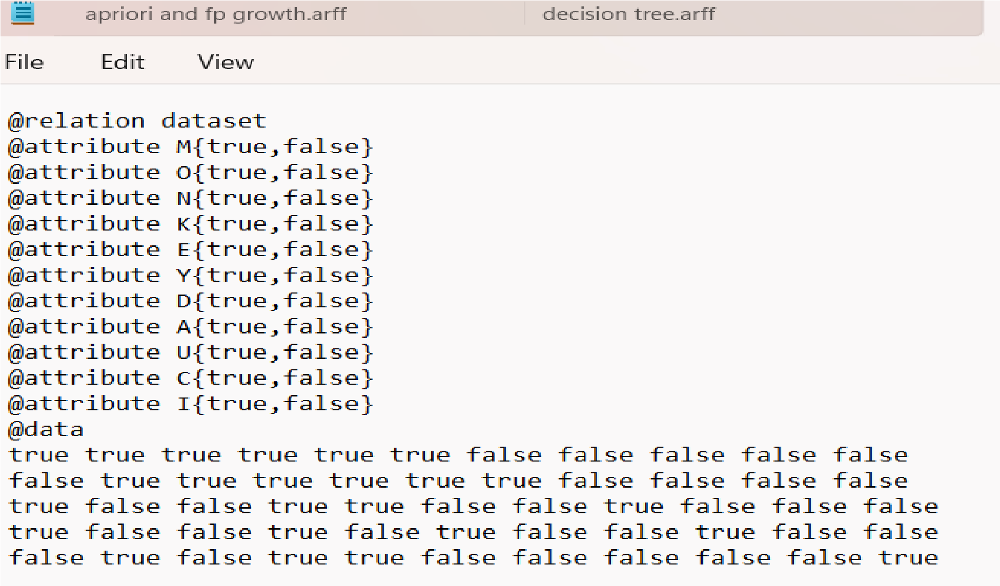 apriori and fp growth.arff decision tree.arff
File Edit View
@relation dataset
@attribute M{true,false}
@attribute O{true,false}
@attribute N{true,false}
@attribute K{true,false}
@attribute E{true,false}
@attribute Y{true,false}
@attribute D{true,false}
@attribute A{true,false}
@attribute U{true,false}
@attribute C{true,false}
@attribute I{true,false}
@data
true true true true true true false false false false false
false true true true true true true false false false false
true false false true true false false true false false false
true false false true false true false false true false false
false true false true true false false false false false true